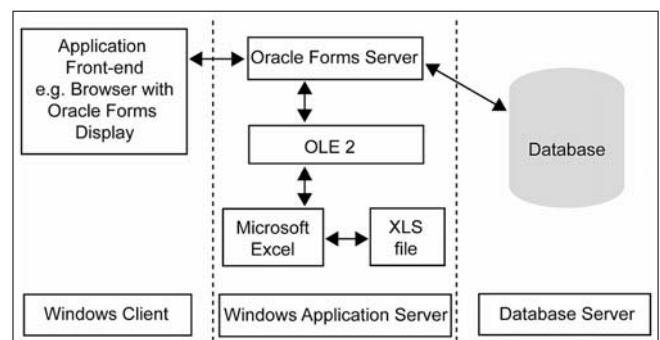 Application
Front-end
e.g. Browser with
Oracle Forms
Display
Oracle Forms Server
OLE 2
Microsoft
Excel
XLS
file
Database
Windows Client
Windows Application Server
Database Server